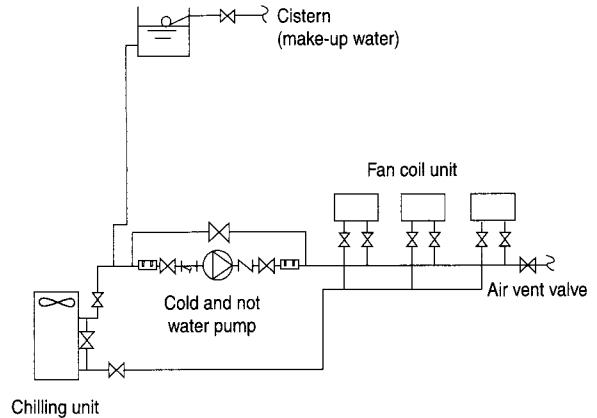 Cistern
(make-up water)
Fan coil unit
Cold and not
water pump
Air vent valve
Chilling unit